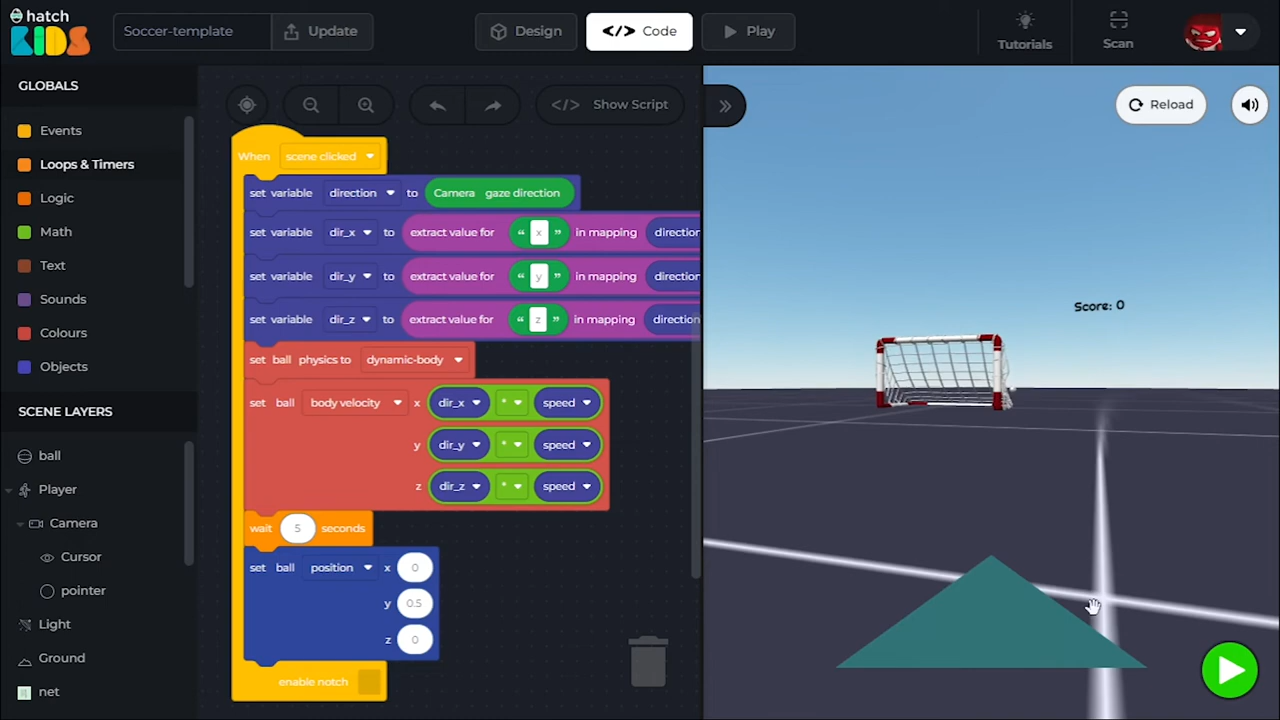 hatch
KIDS
Soccer-template
Update
Design
</> Code
Play
Tutorials
Scan
GLOBALS
Events
Loops & Timers
Logic
Math
Text
Sounds
Colours
Objects
SCENE LAYERS
ball
Player
Camera
Cursor
pointer
Light
Ground
net
</> Show Script
When scene clicked
set variable direction to Camera gaze direction
set variable dir_x to extract value for “ x ” in mapping direction
set variable dir_y to extract value for “ y ” in mapping direction
set variable dir_z to extract value for “ z ” in mapping direction
set ball physics to dynamic-body
set ball body velocity x dir_x * speed
y dir_y * speed
z dir_z * speed
wait 5 seconds
set ball position x 0
y 0.5
z 0
enable notch
Reload
Score: 0